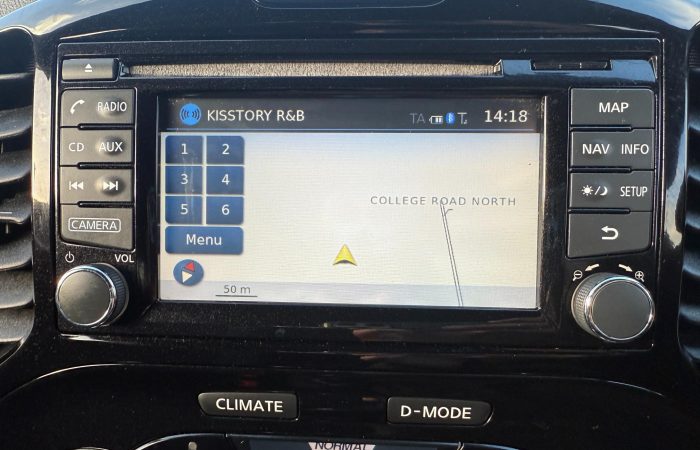 KISSTORY R&B TA 14:18
RADIO
CD AUX
CAMERA
VOL
1 2
3 4
5 6
Menu
COLLEGE ROAD NORTH
50 m
MAP
NAV INFO
SETUP
CLIMATE
D-MODE
NORMAL